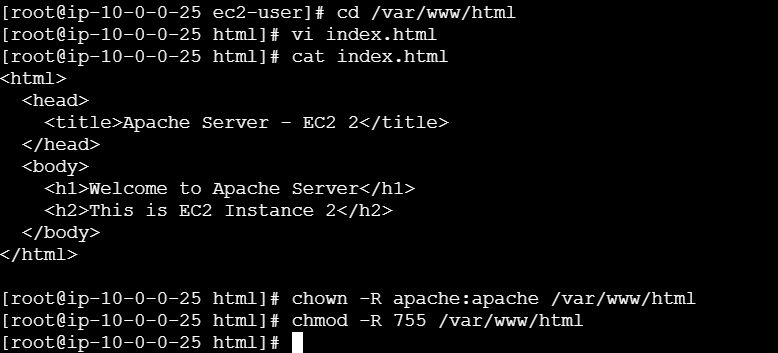 [root@ip-10-0-0-25 ec2-user]# cd /var/www/html
[root@ip-10-0-0-25 html]# vi index.html
[root@ip-10-0-0-25 html]# cat index.html
<html>
  <head>
    <title>Apache Server - EC2 2</title>
  </head>
  <body>
    <h1>Welcome to Apache Server</h1>
    <h2>This is EC2 Instance 2</h2>
  </body>
</html>

[root@ip-10-0-0-25 html]# chown -R apache:apache /var/www/html
[root@ip-10-0-0-25 html]# chmod -R 755 /var/www/html
[root@ip-10-0-0-25 html]#